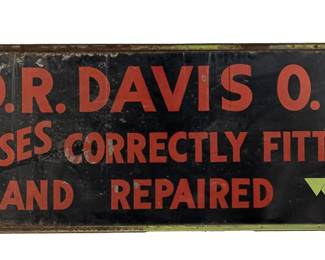 D.R. DAVIS O.
SES CORRECTLY FITT
AND REPAIRED